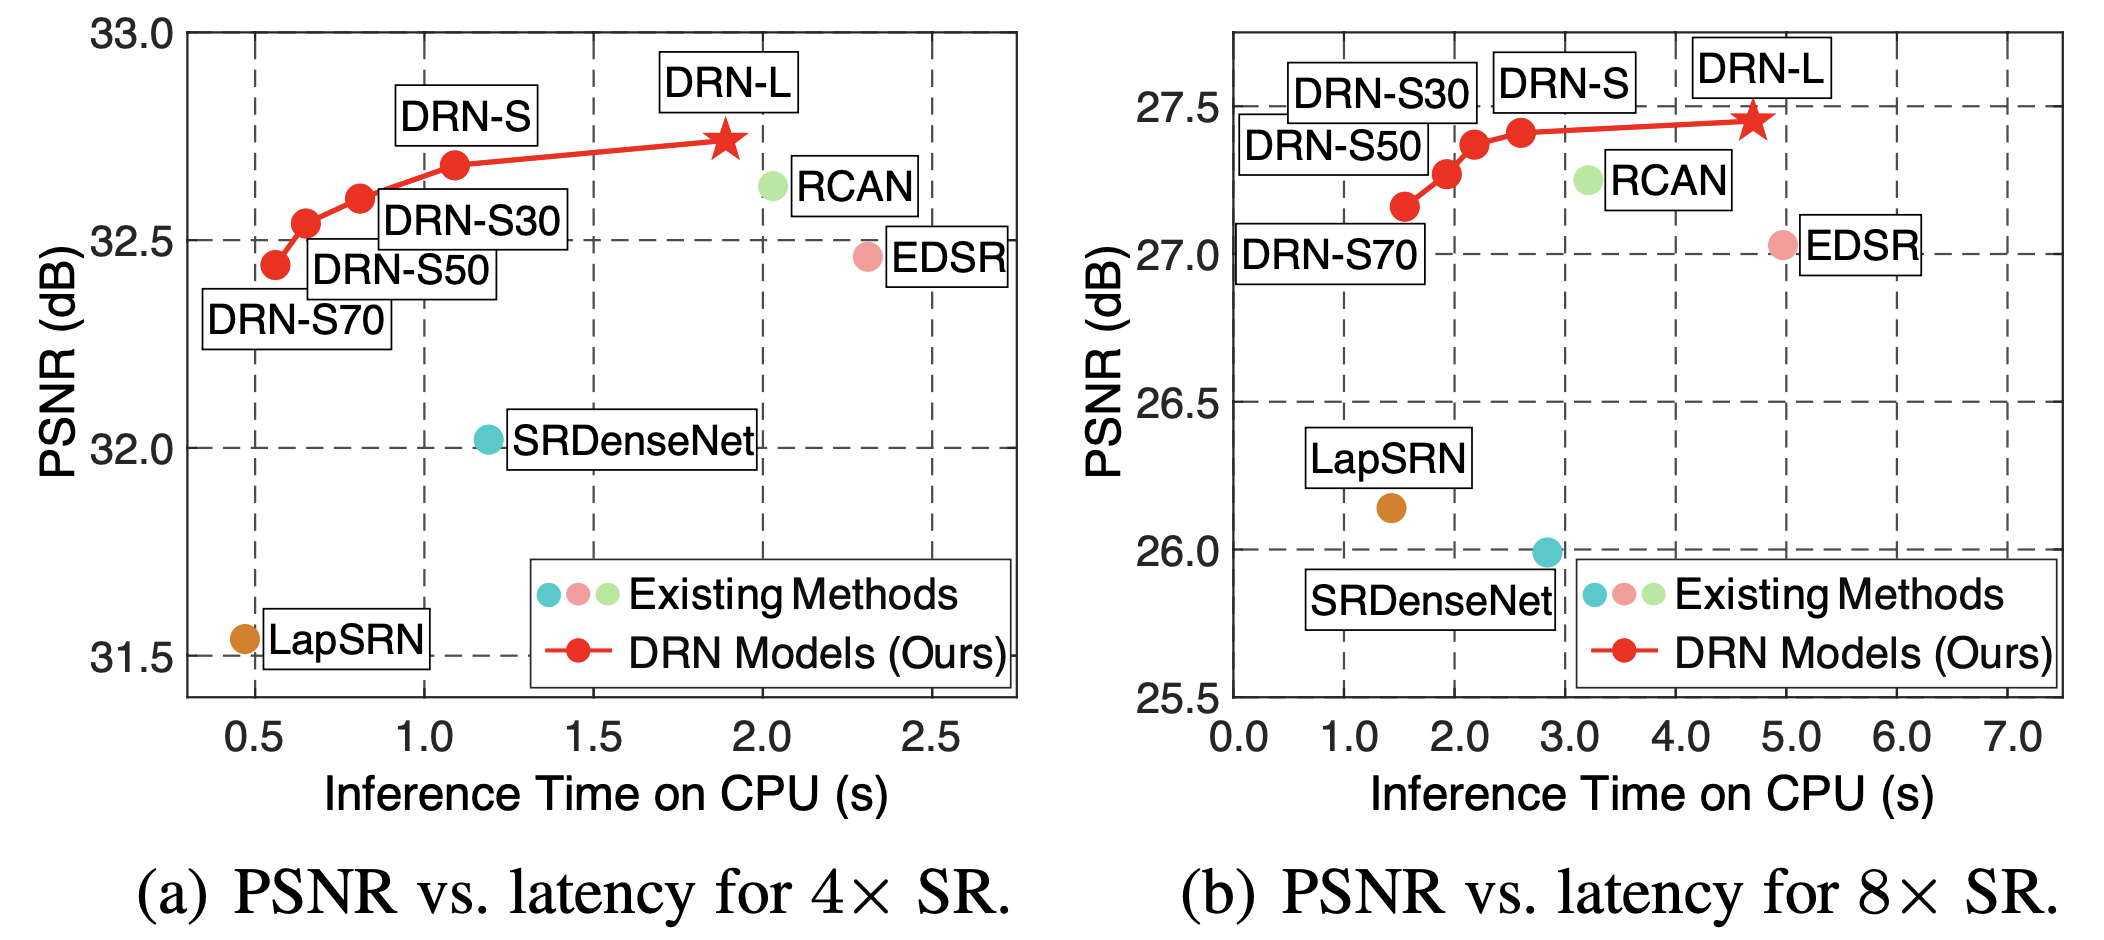 33.0
32.5
32.0
31.5
PSNR (dB)
DRN-L
DRN-S
RCAN
DRN-S30
EDSR
DRN-S50
DRN-S70
SRDenseNet
LapSRN
Existing Methods
DRN Models (Ours)
0.5 1.0 1.5 2.0 2.5
Inference Time on CPU (s)
(a) PSNR vs. latency for 4× SR.
27.5
27.0
26.5
26.0
25.5
PSNR (dB)
DRN-L
DRN-S
DRN-S30
DRN-S50
RCAN
EDSR
DRN-S70
LapSRN
SRDenseNet
Existing Methods
DRN Models (Ours)
0.0 1.0 2.0 3.0 4.0 5.0 6.0 7.0
Inference Time on CPU (s)
(b) PSNR vs. latency for 8× SR.